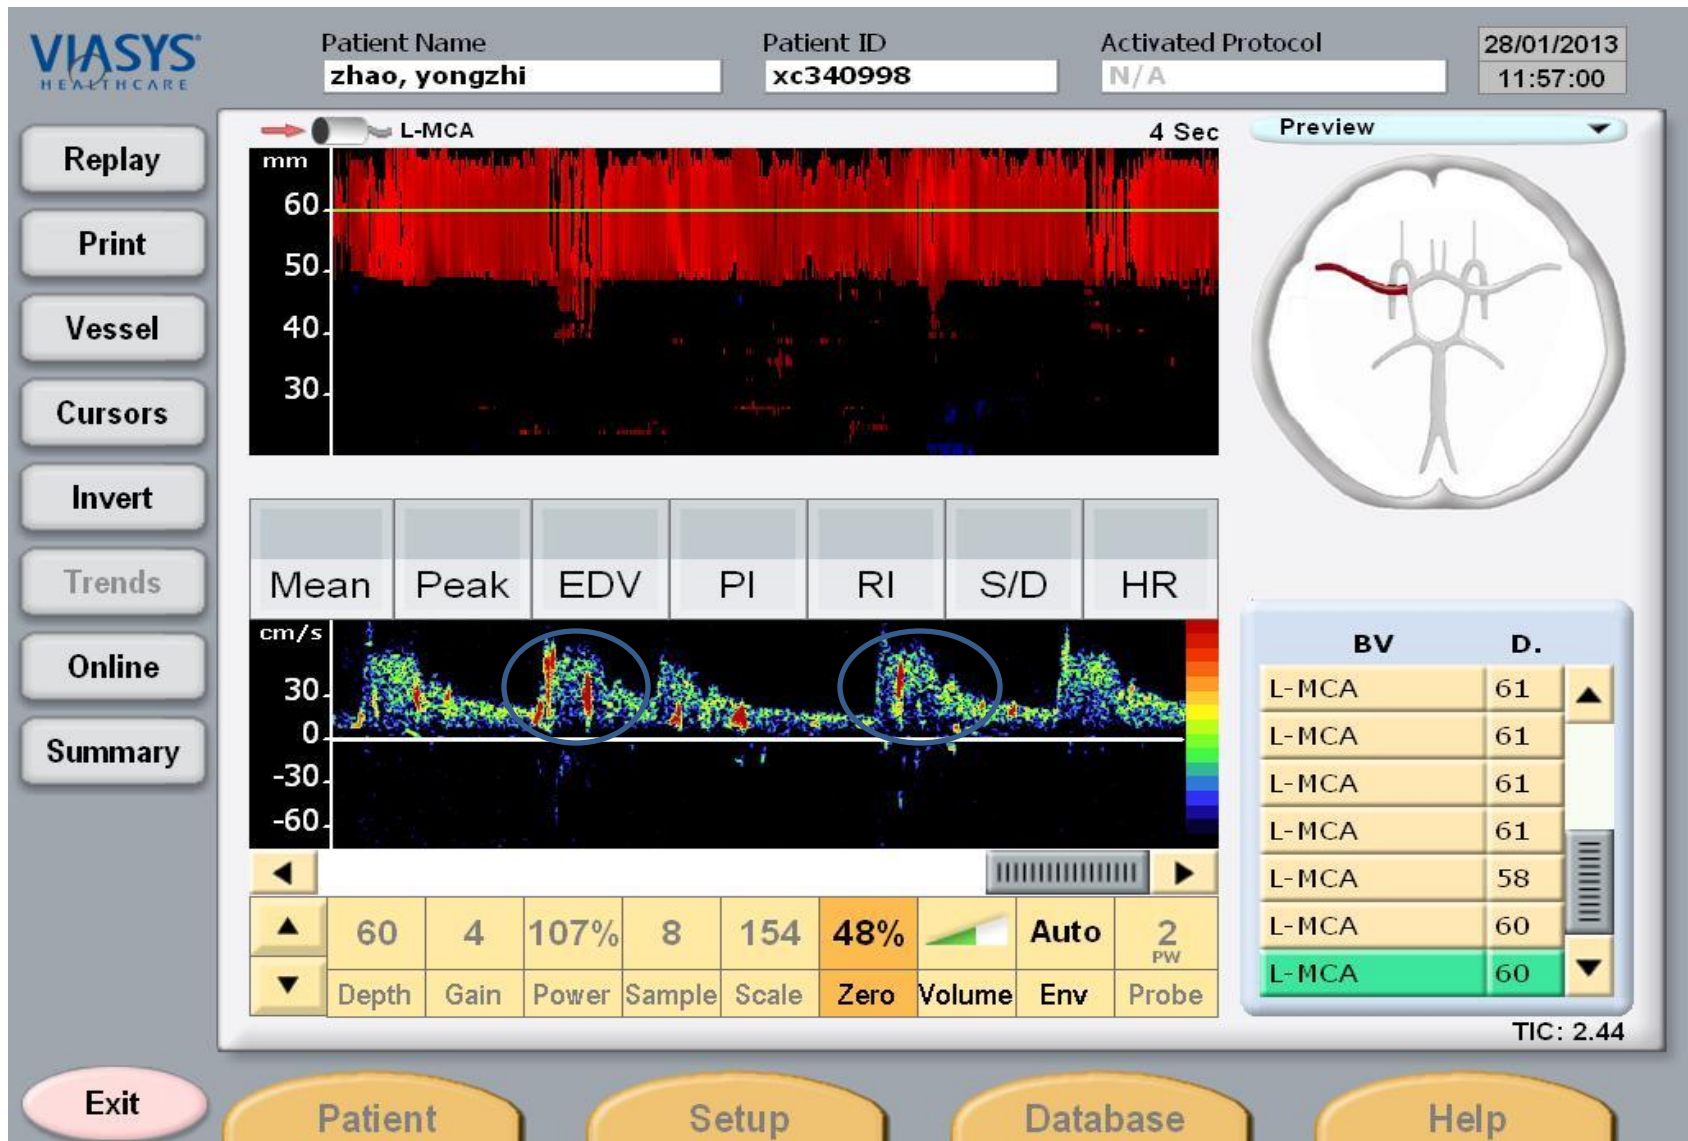 VIASYS
HEALTHCARE
Patient Name
zhao, yongzhi
Patient ID
xc340998
Activated Protocol
N/A
28/01/2013
11:57:00
Replay
Print
Vessel
Cursors
Invert
Trends
Online
Summary
Exit
L-MCA
4 Sec
mm
60
50
40
30
Preview
Mean Peak EDV PI RI S/D HR
cm/s
30
0
-30
-60
BV D.
L-MCA 61
L-MCA 61
L-MCA 61
L-MCA 61
L-MCA 58
L-MCA 60
L-MCA 60
60 4 107% 8 154 48% Auto 2
PW
Depth Gain Power Sample Scale Zero Volume Env Probe
TIC: 2.44
Patient Setup Database Help